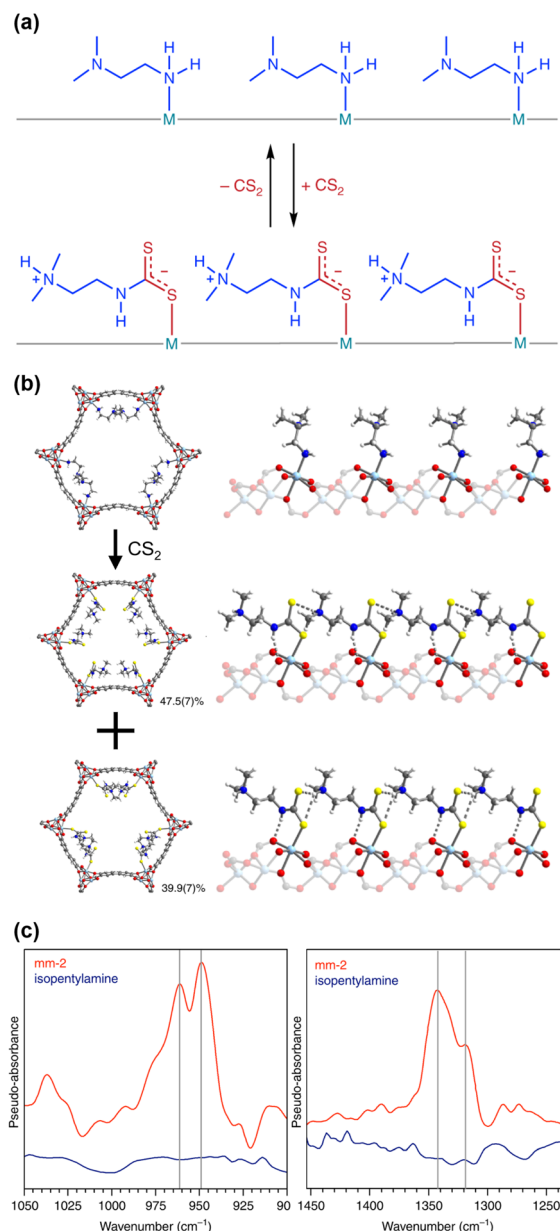 (a)
H H H
N N H N N H N N H
M M M
– CS2 + CS2
S S S
H H H
N + – N + – N + –
N S N S N S
H H H
M M M
(b)
CS2
47.5(7)%
39.9(7)%
(c)
mm-2
isopentylamine
Pseudo-absorbance
1050 1025 1000 975 950 925 90
Wavenumber (cm–1)
mm-2
isopentylamine
Pseudo-absorbance
1450 1400 1350 1300 1250
Wavenumber (cm–1)